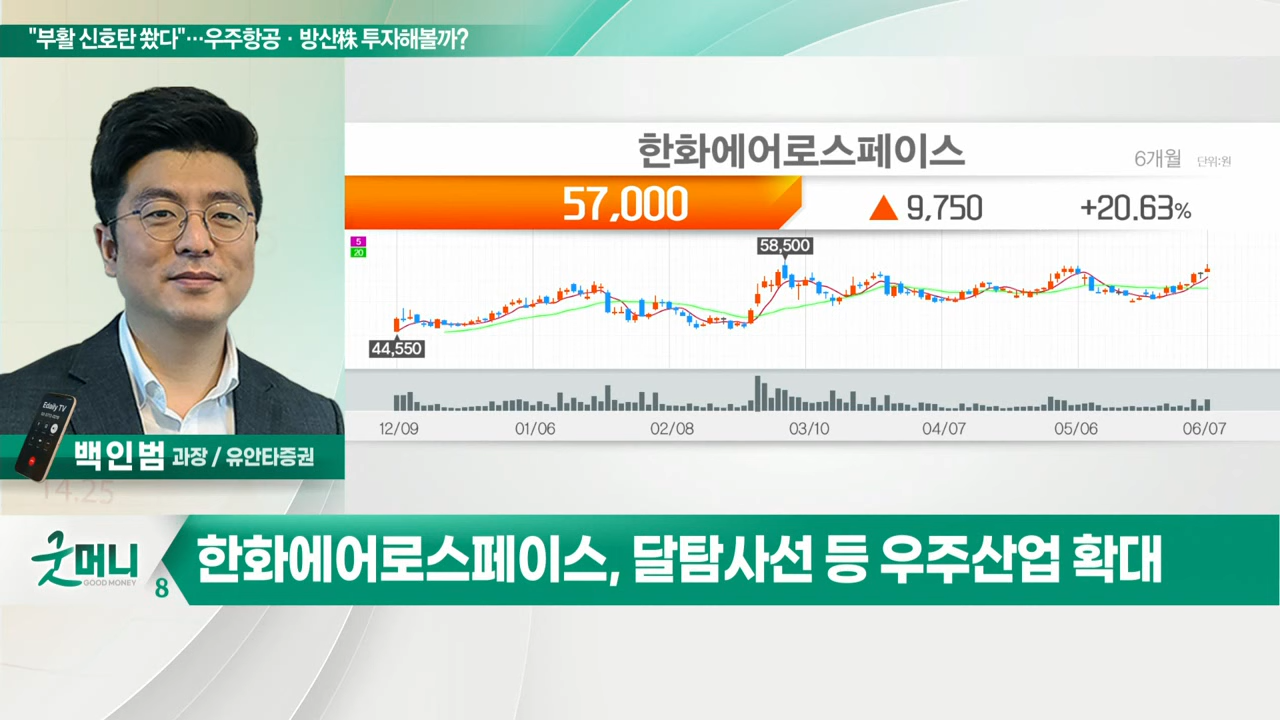 "부활 신호탄 쐈다"…우주항공·방산株 투자해볼까?
한화에어로스페이스
6개월 단위:원
57,000 ▲ 9,750 +20.63%
5
20
58,500
44,550
12/09 01/06 02/08 03/10 04/07 05/06 06/07
Edaily TV
백인범 과장 / 유안타증권
14.25
굿머니
GOOD MONEY
8
한화에어로스페이스, 달탐사선 등 우주산업 확대